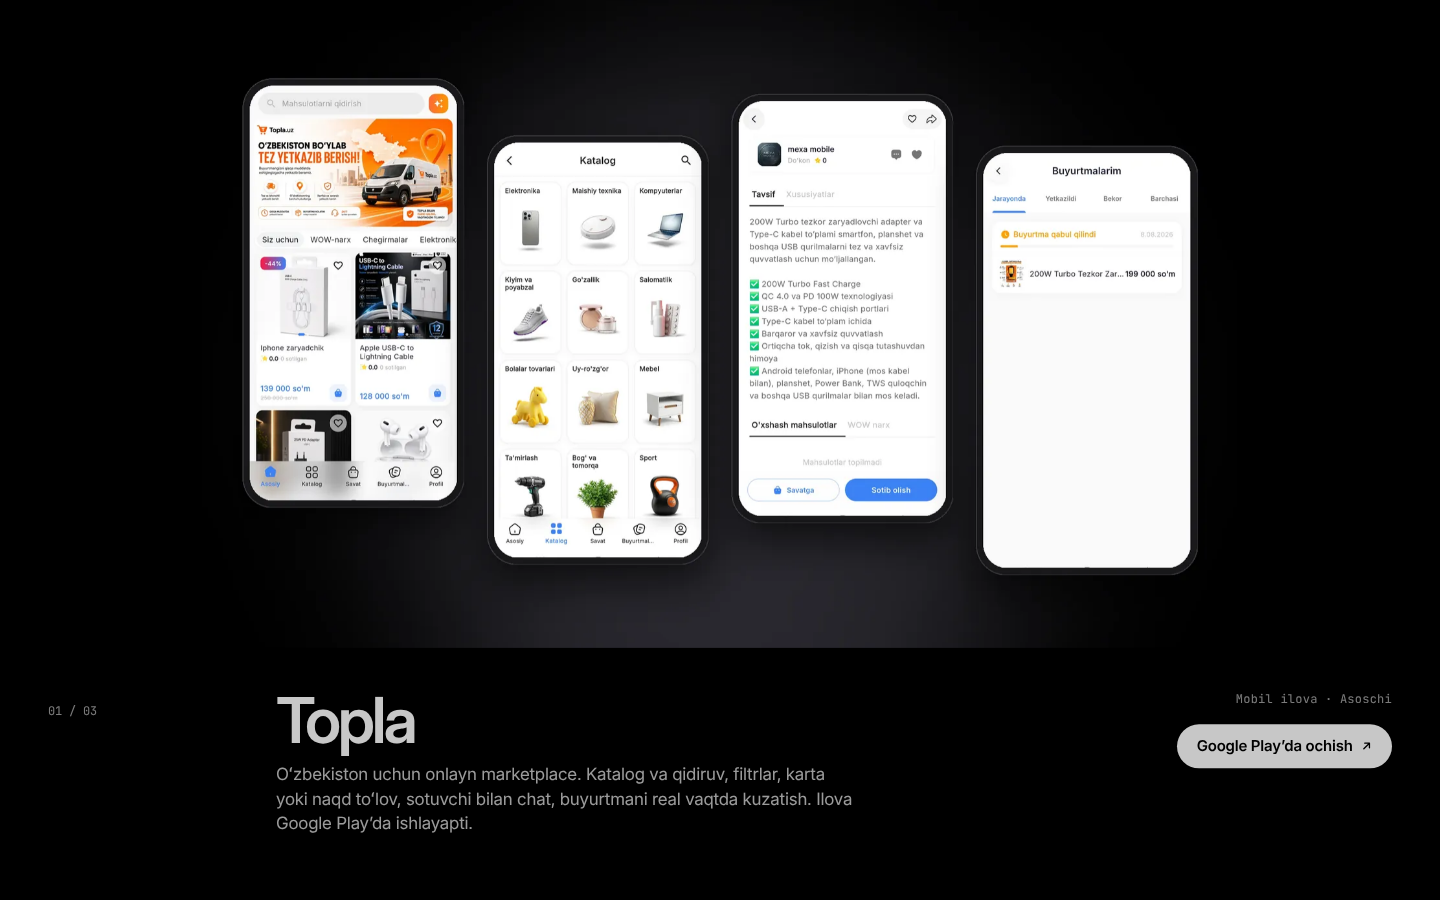 Mahsulotlarni qidirish
Topla.uz
O'ZBEKISTON BO'YLAB
TEZ YETKAZIB BERISH!
Siz uchun WOW-narx Chegirmalar Elektronik
-44%
USB-C to
Lightning Cable
Iphone zaryadchik
0.0 0 sotilgan
139 000 so'm
Apple USB-C to
Lightning Cable
0.0 0 sotilgan
128 000 so'm
Asosiy Katalog Savat Buyurtmal... Profil
Katalog
Elektronika Maishiy texnika Kompyuterlar
Kiyim va
poyabzal
Go'zallik Salomatlik
Bolalar tovarlari Uy-ro'zg'or Mebel
Ta'mirlash Bog' va
tomorqa
Sport
Asosiy Katalog Savat Buyurtmal... Profil
mexa mobile
Do'kon 0
Tavsif Xususiyatlar
200W Turbo tezkor zaryadlovchi adapter va
Type-C kabel to'plami smartfon, planshet va
boshqa USB qurilmalarni tez va xavfsiz
quvvatlash uchun mo'ljallangan.
✅ 200W Turbo Fast Charge
✅ QC 4.0 va PD 100W texnologiyasi
✅ USB-A + Type-C chiqish portlari
✅ Type-C kabel to'plam ichida
✅ Barqaror va xavfsiz quvvatlash
✅ Ortiqcha tok, qizish va qisqa tutashuvdan
himoya
✅ Android telefonlar, iPhone (mos kabel
bilan), planshet, Power Bank, TWS quloqchin
va boshqa USB qurilmalar bilan mos keladi.
O'xshash mahsulotlar WOW narx
Mahsulotlar topilmadi
Savatga Sotib olish
Buyurtmalarim
Jarayonda Yetkazildi Bekor Barchasi
Buyurtma qabul qilindi
200W Turbo Tezkor Zar... 199 000 so'm
01 / 03
Topla
Oʻzbekiston uchun onlayn marketplace. Katalog va qidiruv, filtrlar, karta
yoki naqd toʻlov, sotuvchi bilan chat, buyurtmani real vaqtda kuzatish. Ilova
Google Play’da ishlayapti.
Mobil ilova · Asoschi
Google Play’da ochish ↗